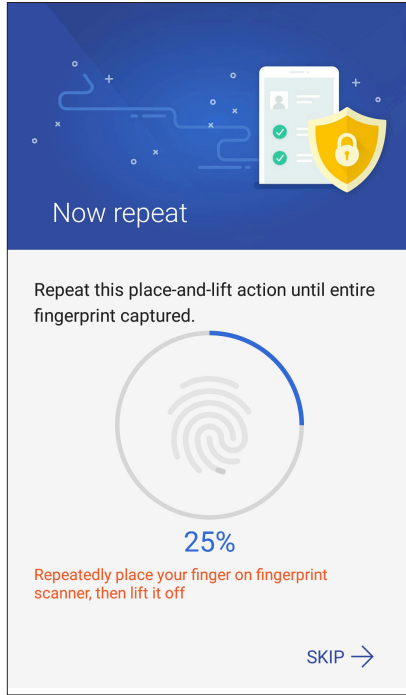 Now repeat
Repeat this place-and-lift action until entire
fingerprint captured.
25%
Repeatedly place your finger on fingerprint
scanner, then lift it off
SKIP